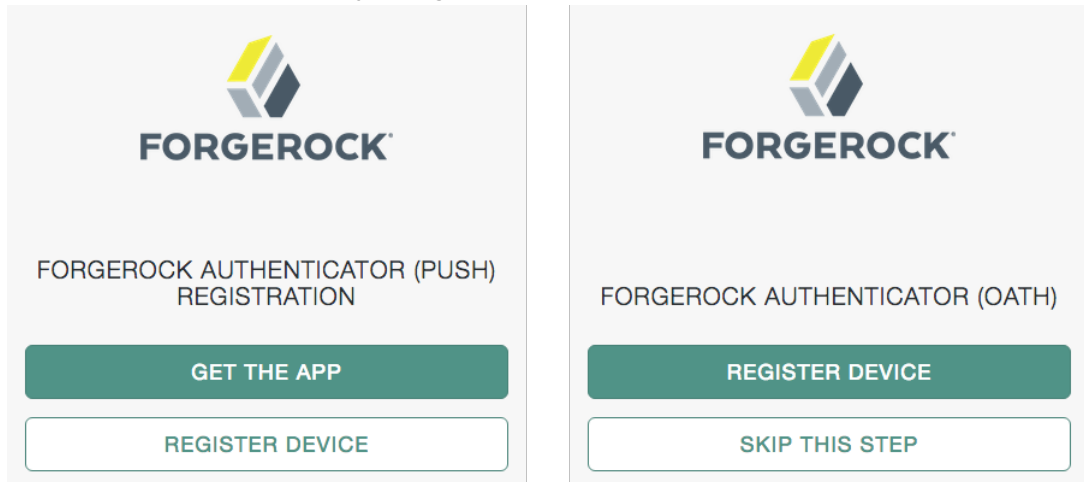 FORGEROCK
FORGEROCK AUTHENTICATOR (PUSH)
REGISTRATION
GET THE APP
REGISTER DEVICE
FORGEROCK
FORGEROCK AUTHENTICATOR (OATH)
REGISTER DEVICE
SKIP THIS STEP